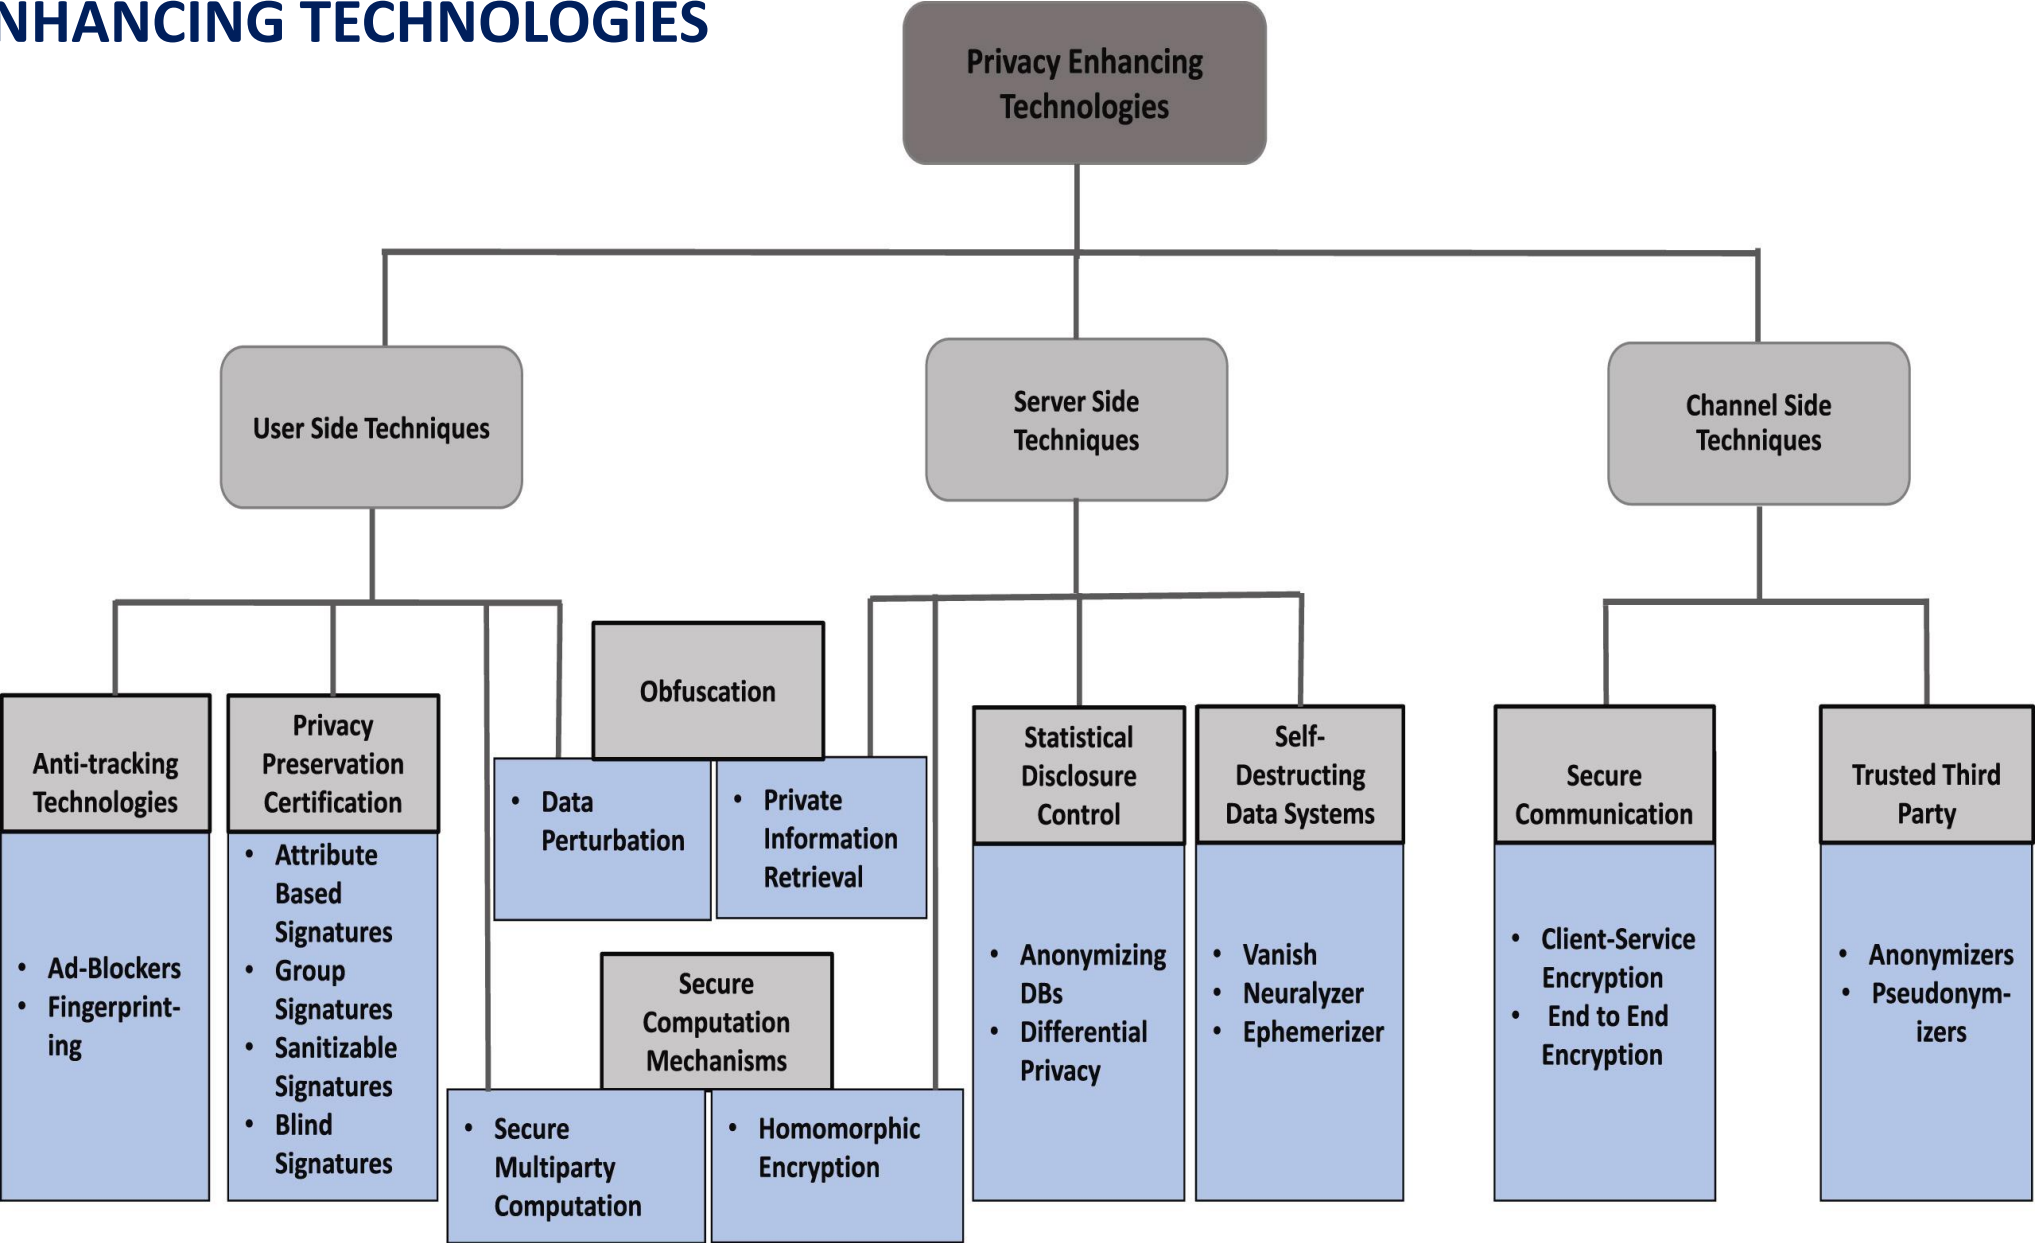 NHANCING TECHNOLOGIES
Privacy Enhancing
Technologies
User Side Techniques
Server Side
Techniques
Channel Side
Techniques
Anti-tracking
Technologies
• Ad-Blockers
• Fingerprint-
ing
Privacy
Preservation
Certification
• Attribute
Based
Signatures
• Group
Signatures
• Sanitizable
Signatures
• Blind
Signatures
Obfuscation
• Data
Perturbation
• Private
Information
Retrieval
Secure
Computation
Mechanisms
• Secure
Multiparty
Computation
• Homomorphic
Encryption
Statistical
Disclosure
Control
• Anonymizing
DBs
• Differential
Privacy
Self-
Destructing
Data Systems
• Vanish
• Neuralyzer
• Ephemerizer
Secure
Communication
• Client-Service
Encryption
• End to End
Encryption
Trusted Third
Party
• Anonymizers
• Pseudonym-
izers